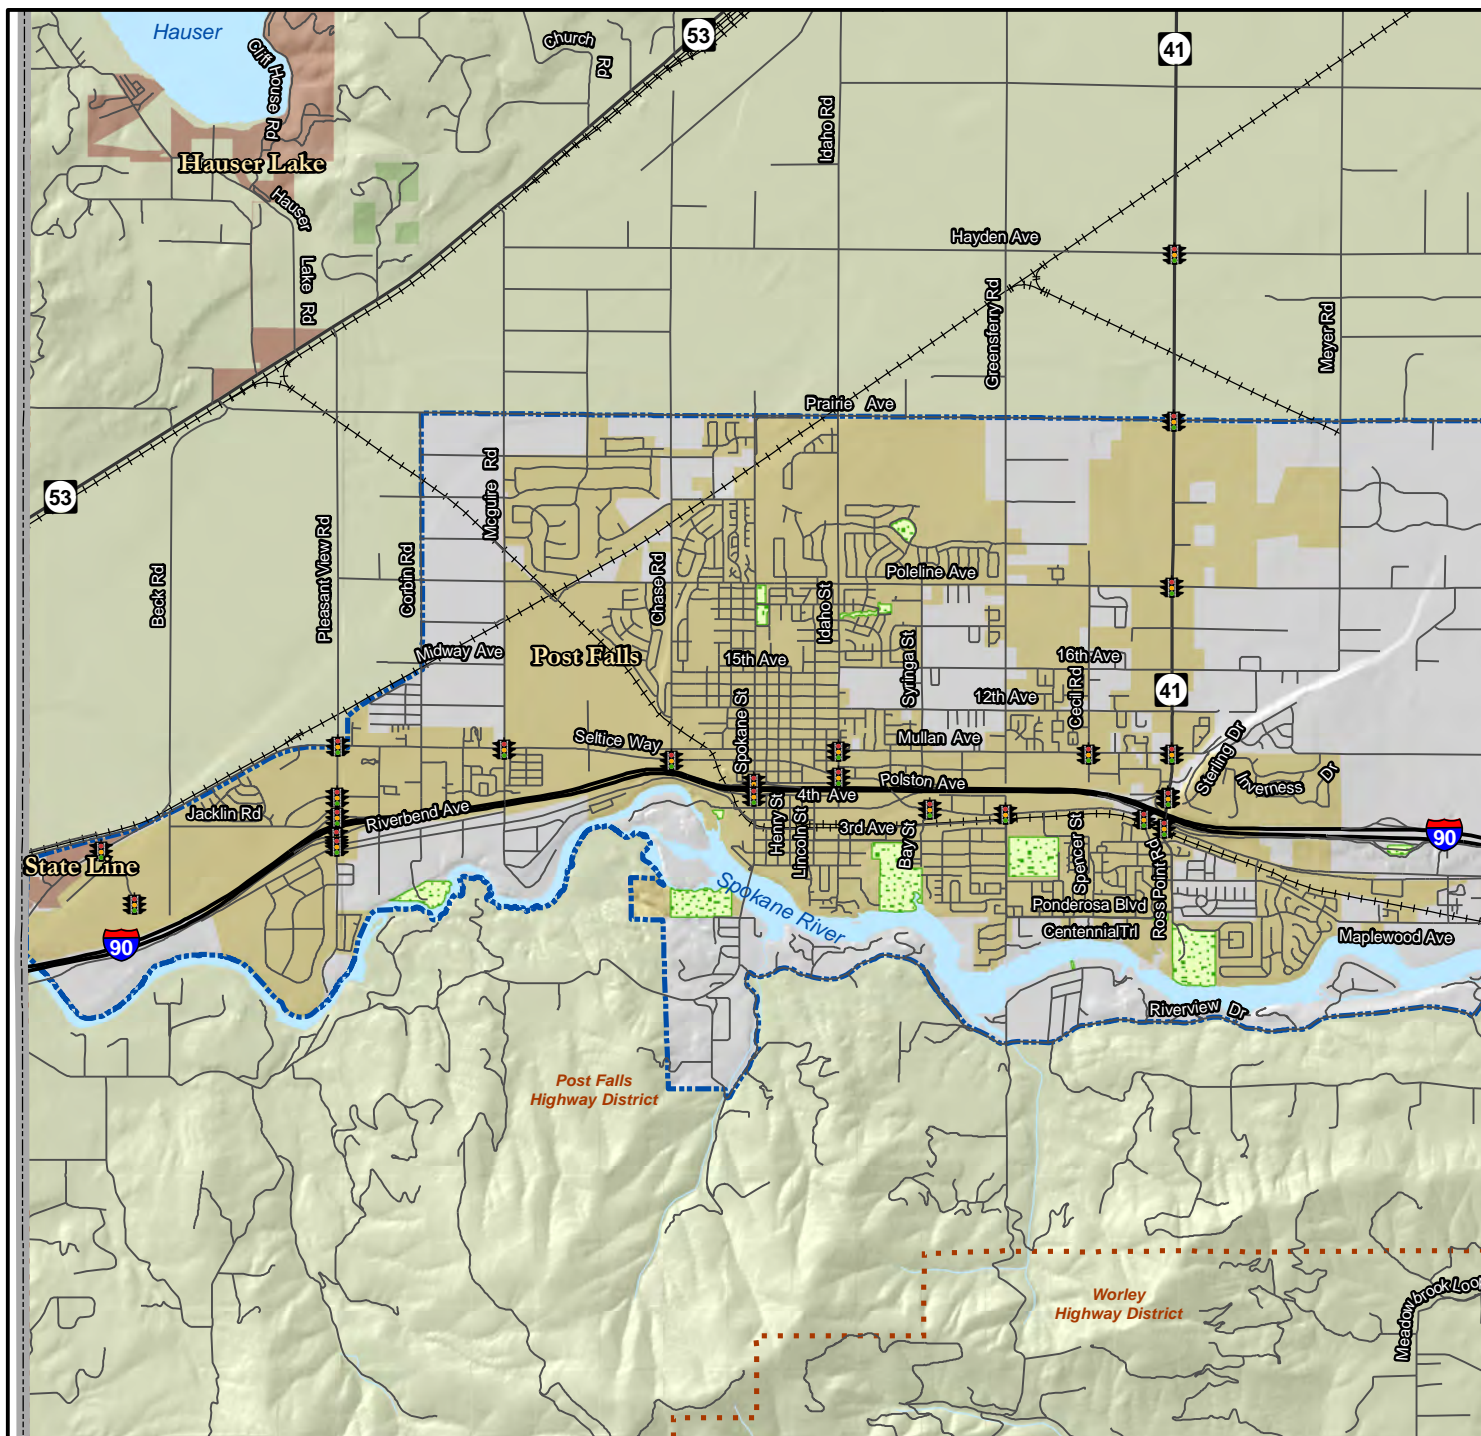 Hauser
Church
Rd
53
41
Cliff House Rd
Idaho Rd
Hauser Lake
Hauser
Lake Rd
Hayden Ave
Greensferry Rd
Meyer Rd
Prairie Ave
53
Mcguire Rd
Beck Rd
Pleasant View Rd
Corbin Rd
Chase Rd
Poleline Ave
Idaho St
Midway Ave
Post Falls
15th Ave
Syringa St
16th Ave
12th Ave
Cecil Rd
41
Seltice Way
Spokane St
Mullan Ave
Sterling Dr
Inverness Dr
Polston Ave
4th Ave
Jacklin Rd
Riverbend Ave
Henry St
Lincoln St
3rd Ave
Bay St
Spencer St
Ross Point Rd
90
State Line
Spokane River
Ponderosa Blvd
CentennialTrl
Maplewood Ave
90
Riverview Dr
Post Falls
Highway District
Worley
Highway District
Meadowbrook Loop